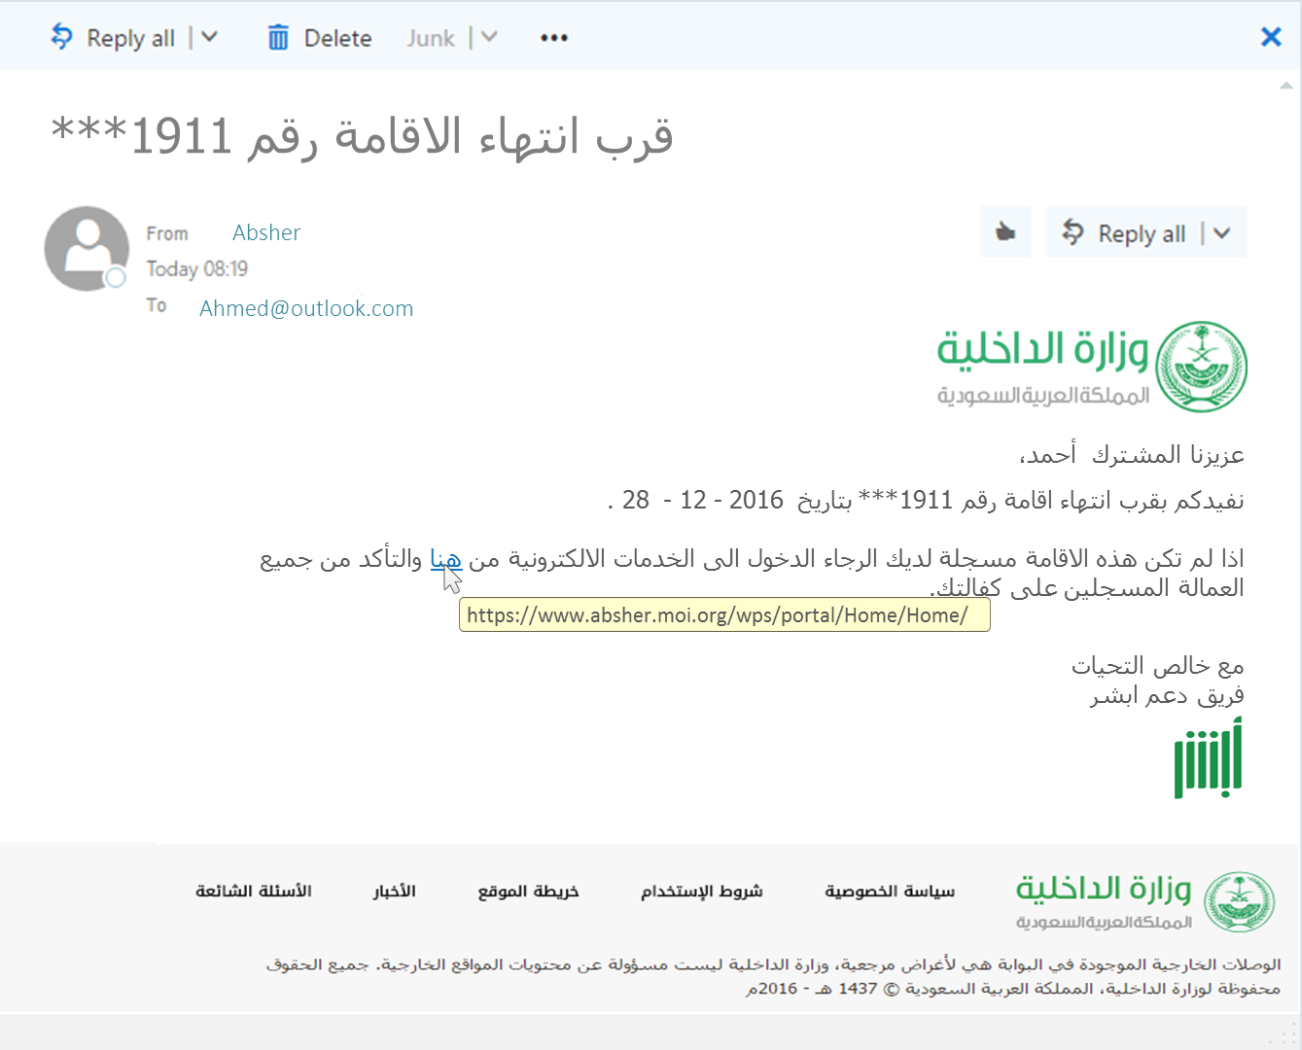 Reply all | Delete Junk | •••
قرب انتهاء الاقامة رقم 1911***
From Absher
Reply all |
Today 08:19
To Ahmed@outlook.com
وزارة الداخلية
المملكة العربية السعودية
عزيزنا المشترك أحمد،
نفيدكم بقرب انتهاء اقامة رقم 1911*** بتاريخ 2016 - 12 - 28 .
اذا لم تكن هذه الاقامة مسجلة لديك الرجاء الدخول الى الخدمات الالكترونية من هنا والتأكد من جميع
العمالة المسجلين على كفالتك.
https://www.absher.moi.org/wps/portal/Home/Home/
مع خالص التحيات
فريق دعم ابشر
أبشر
وزارة الداخلية
المملكة العربية السعودية
سياسة الخصوصية شروط الإستخدام خريطة الموقع الأخبار الأسئلة الشائعة
الوصلات الخارجية الموجودة في البوابة هي لأغراض مرجعية، وزارة الداخلية ليست مسؤولة عن محتويات المواقع الخارجية. جميع الحقوق
محفوظة لوزارة الداخلية، المملكة العربية السعودية © 1437 هـ - 2016م